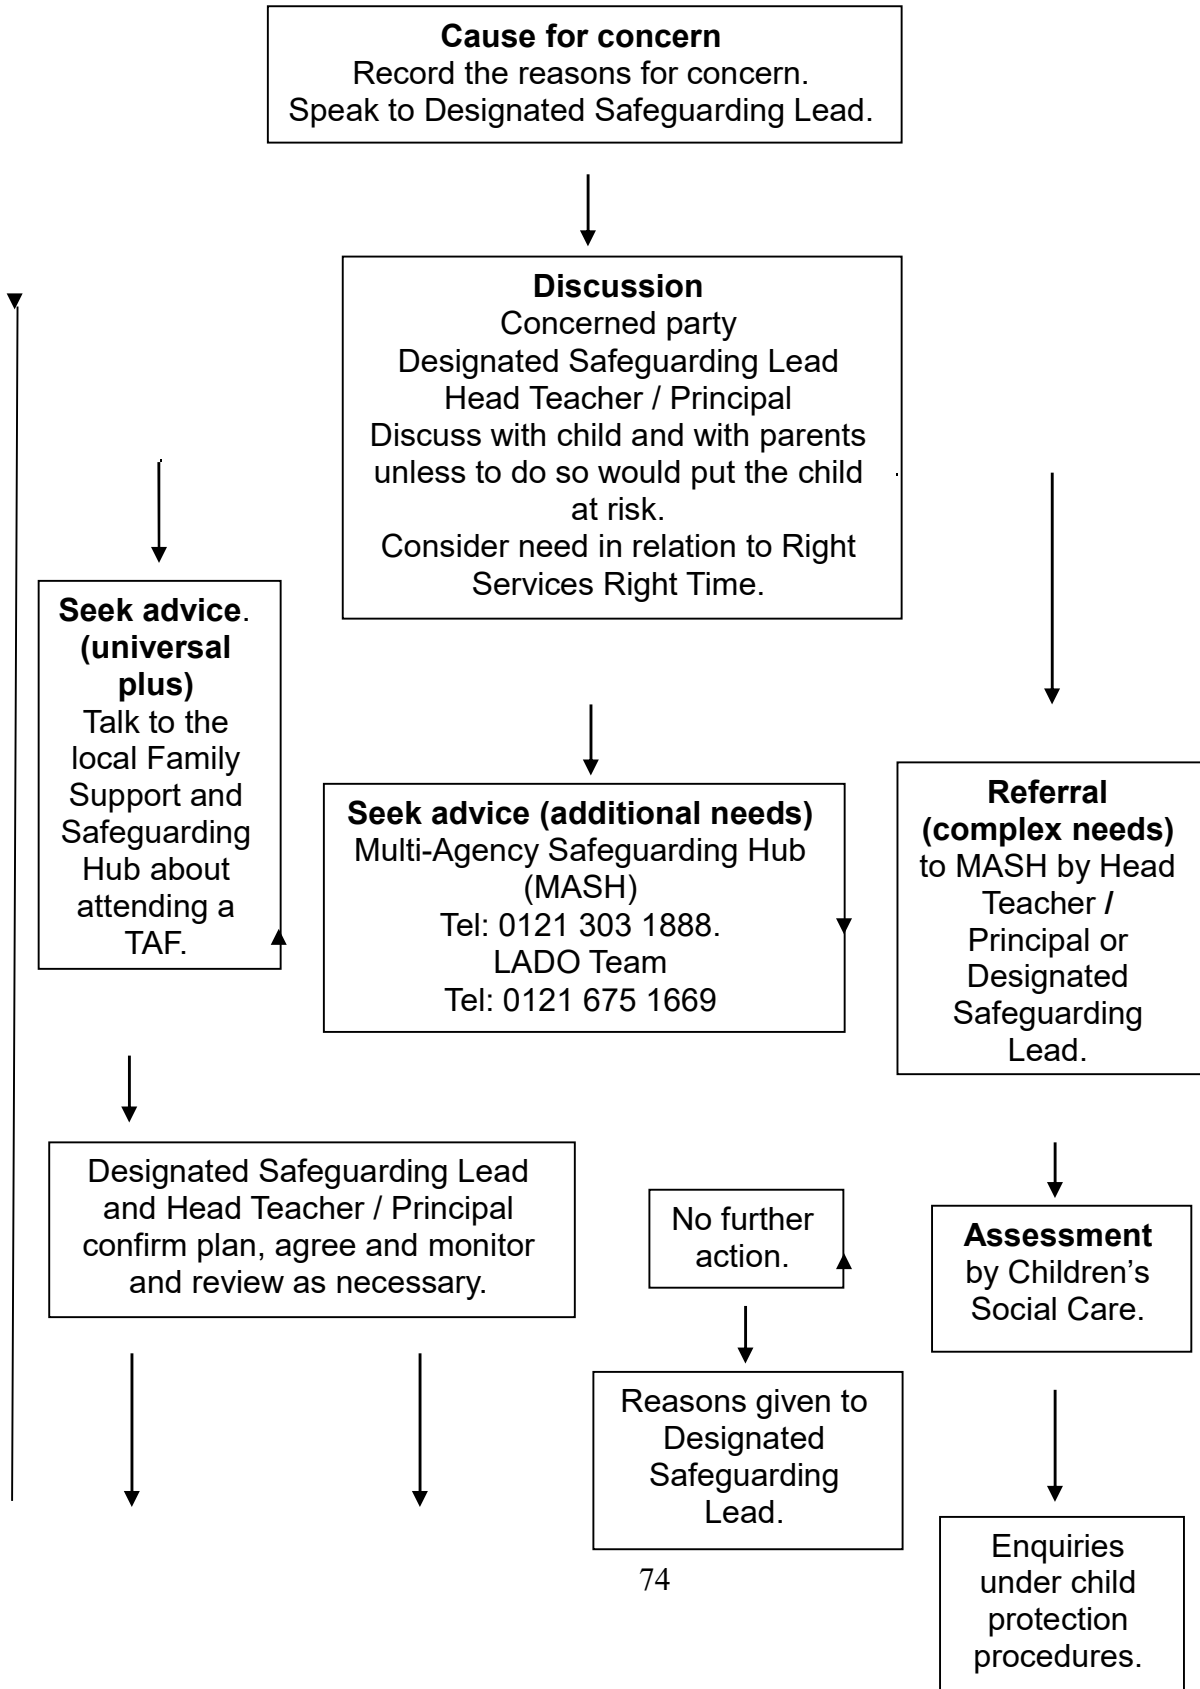 Cause for concern
Record the reasons for concern.
Speak to Designated Safeguarding Lead.
Discussion
Concerned party
Designated Safeguarding Lead
Head Teacher / Principal
Discuss with child and with parents
unless to do so would put the child
at risk.
Consider need in relation to Right
Services Right Time.
Seek advice.
(universal
plus)
Talk to the
local Family
Support and
Safeguarding
Hub about
attending a
TAF.
Seek advice (additional needs)
Multi-Agency Safeguarding Hub
(MASH)
Tel: 0121 303 1888.
LADO Team
Tel: 0121 675 1669
Referral
(complex needs)
to MASH by Head
Teacher /
Principal or
Designated
Safeguarding
Lead.
Designated Safeguarding Lead
and Head Teacher / Principal
confirm plan, agree and monitor
and review as necessary.
No further
action.
Assessment
by Children's
Social Care.
Reasons given to
Designated
Safeguarding
Lead.
Enquiries
under child
protection
procedures.
74